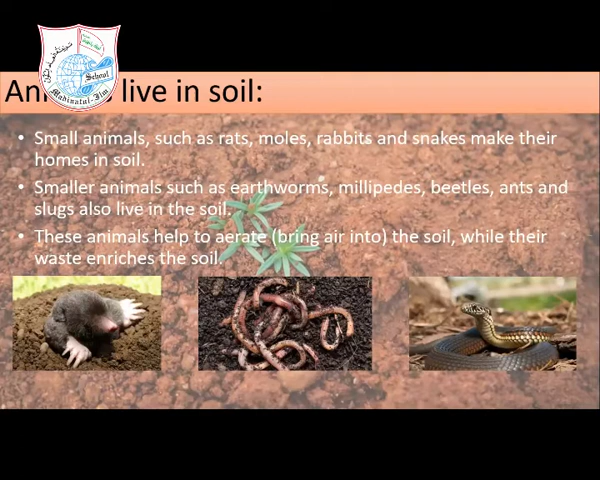 School
Madinatul-Ilm
live in soil:
• Small animals, such as rats, moles, rabbits and snakes make their
homes in soil.
• Smaller animals such as earthworms, millipedes, beetles, ants and
slugs also live in the soil.
• These animals help to aerate (bring air into) the soil, while their
waste enriches the soil.